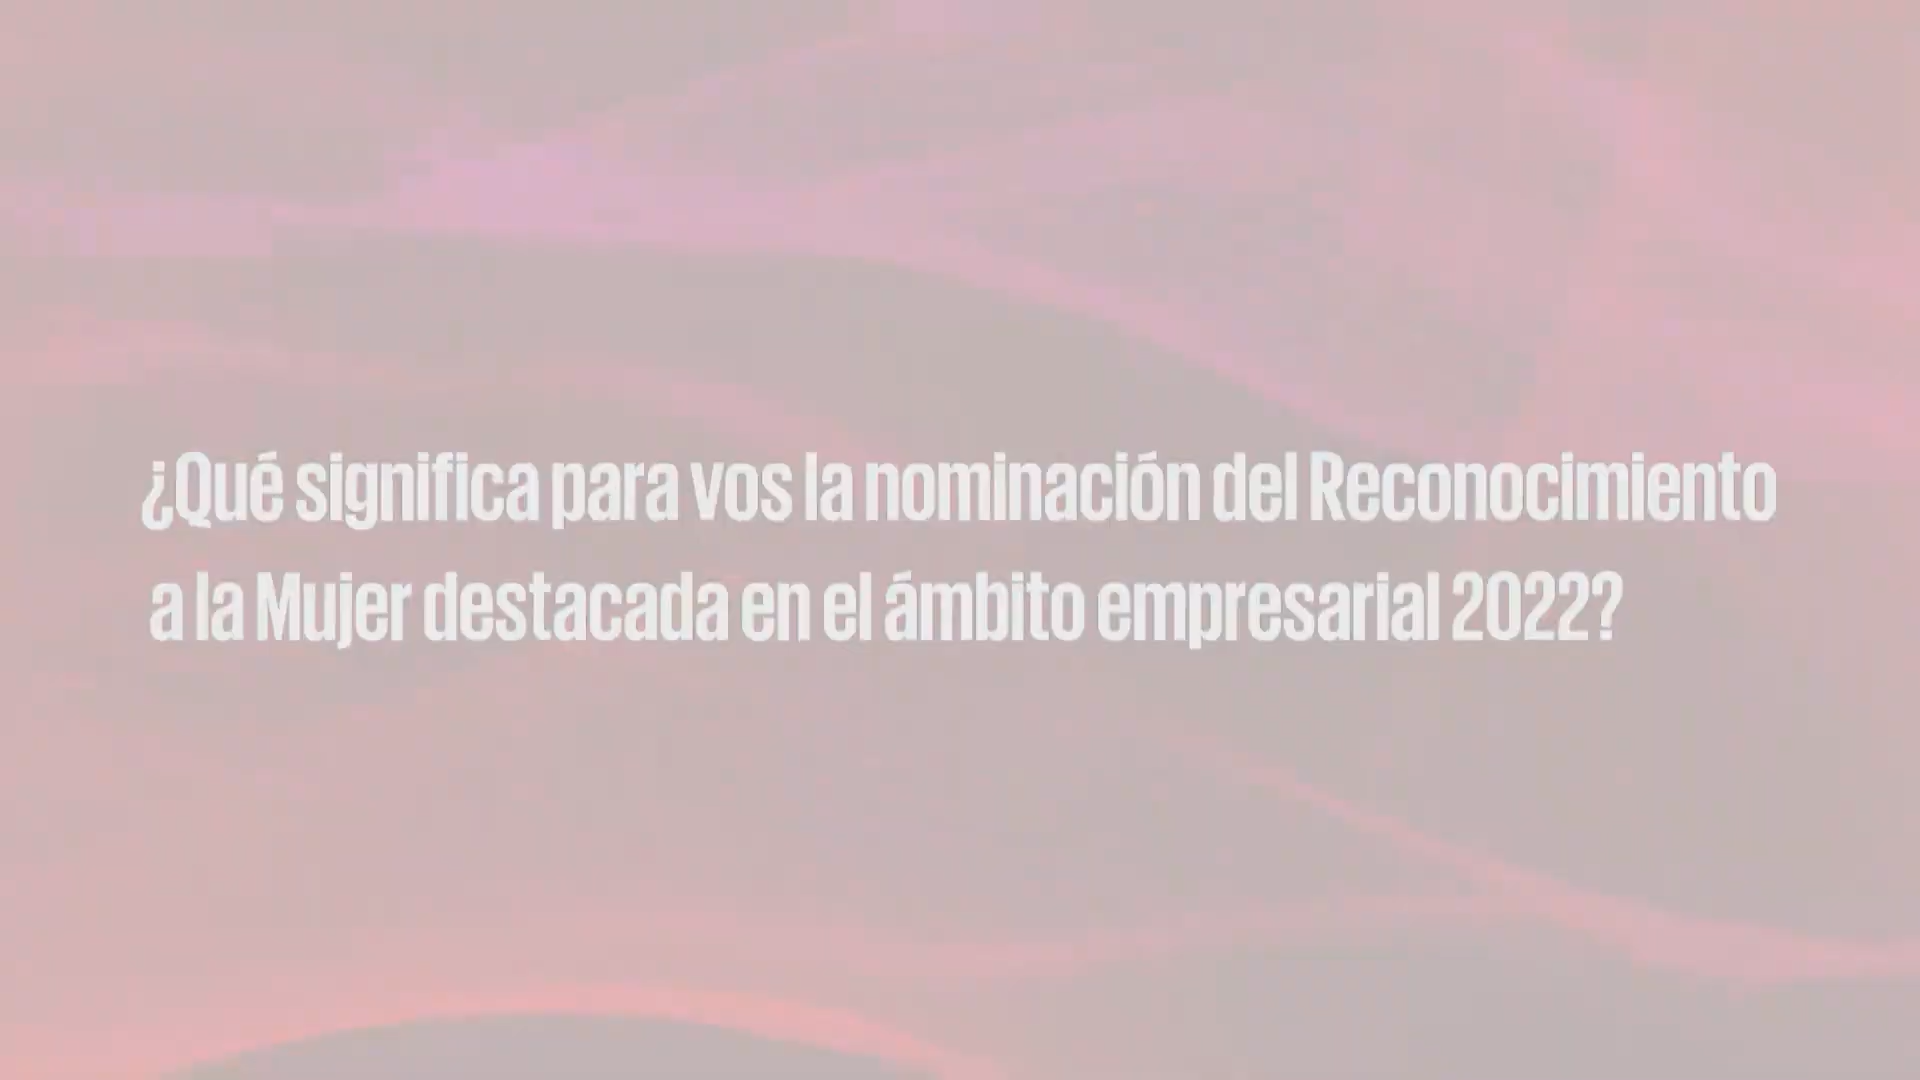 ¿Qué significa para vos la nominación del Reconocimiento
a la Mujer destacada en el ámbito empresarial 2022?